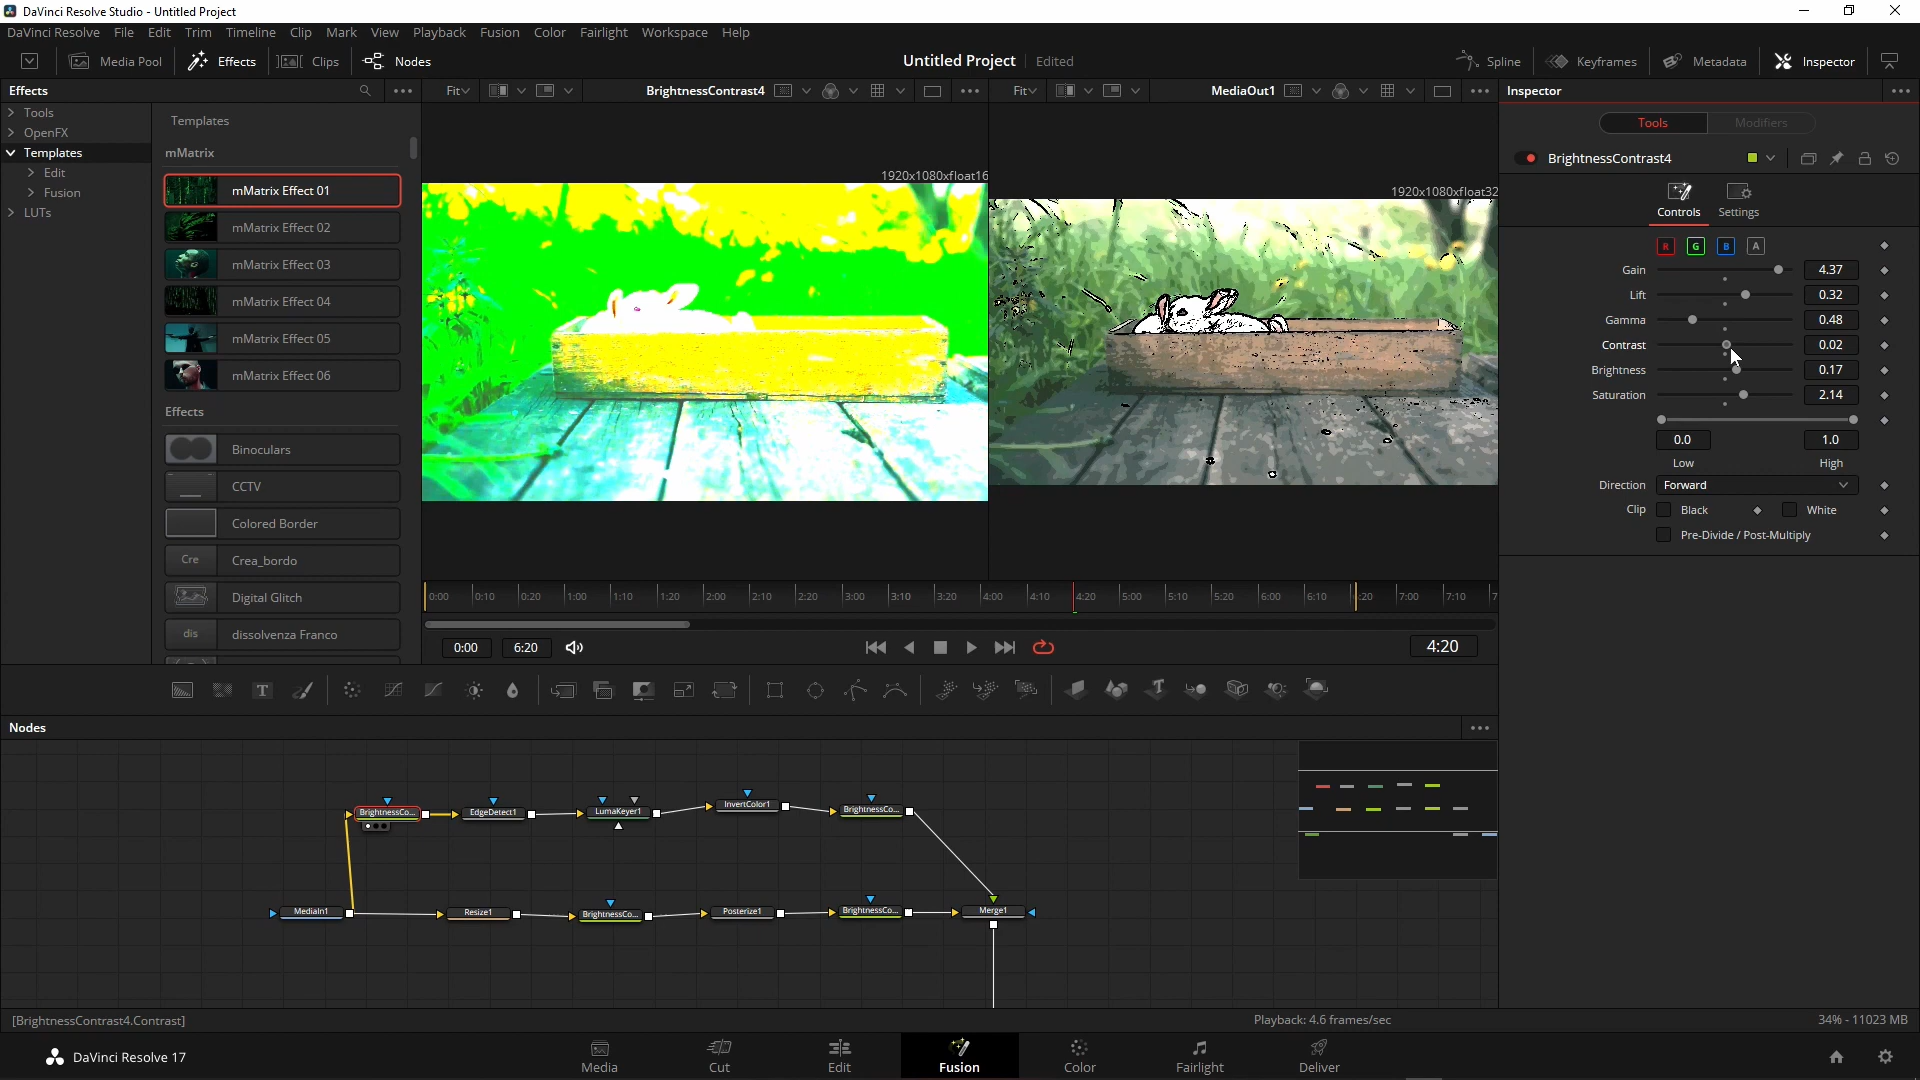 DaVinci Resolve Studio - Untitled Project
DaVinci Resolve File Edit Trim Timeline Clip Mark View Playback Fusion Color Fairlight Workspace Help
Media Pool Effects Clips Nodes Untitled Project Edited Spline Keyframes Metadata Inspector
Effects Fit BrightnessContrast4 Fit MediaOut1 Inspector
Tools
OpenFX
Templates
Edit
Fusion
LUTs
Templates
mMatrix
mMatrix Effect 01
mMatrix Effect 02
mMatrix Effect 03
mMatrix Effect 04
mMatrix Effect 05
mMatrix Effect 06
Effects
Binoculars
CCTV
Colored Border
Cre Crea_bordo
Digital Glitch
dis dissolvenza Franco
1920x1080xfloat16
1920x1080xfloat32
0:00 0:10 0:20 1:00 1:10 1:20 2:00 2:10 2:20 3:00 3:10 3:20 4:00 4:10 4:20 5:00 5:10 5:20 6:00 6:10 :20 7:00 7:10 7
0:00 6:20 4:20
Tools Modifiers
BrightnessContrast4
Controls Settings
R G B A
Gain 4.37
Lift 0.32
Gamma 0.48
Contrast 0.02
Brightness 0.17
Saturation 2.14
0.0 1.0
Low High
Direction Forward
Clip Black White
Pre-Divide / Post-Multiply
T T
Nodes
BrightnessCo... EdgeDetect1 LumaKeyer1 InvertColor1 BrightnessCo...
MediaIn1 Resize1 BrightnessCo... Posterize1 BrightnessCo... Merge1
[BrightnessContrast4.Contrast] Playback: 4.6 frames/sec 34% - 11023 MB
DaVinci Resolve 17 Media Cut Edit Fusion Color Fairlight Deliver